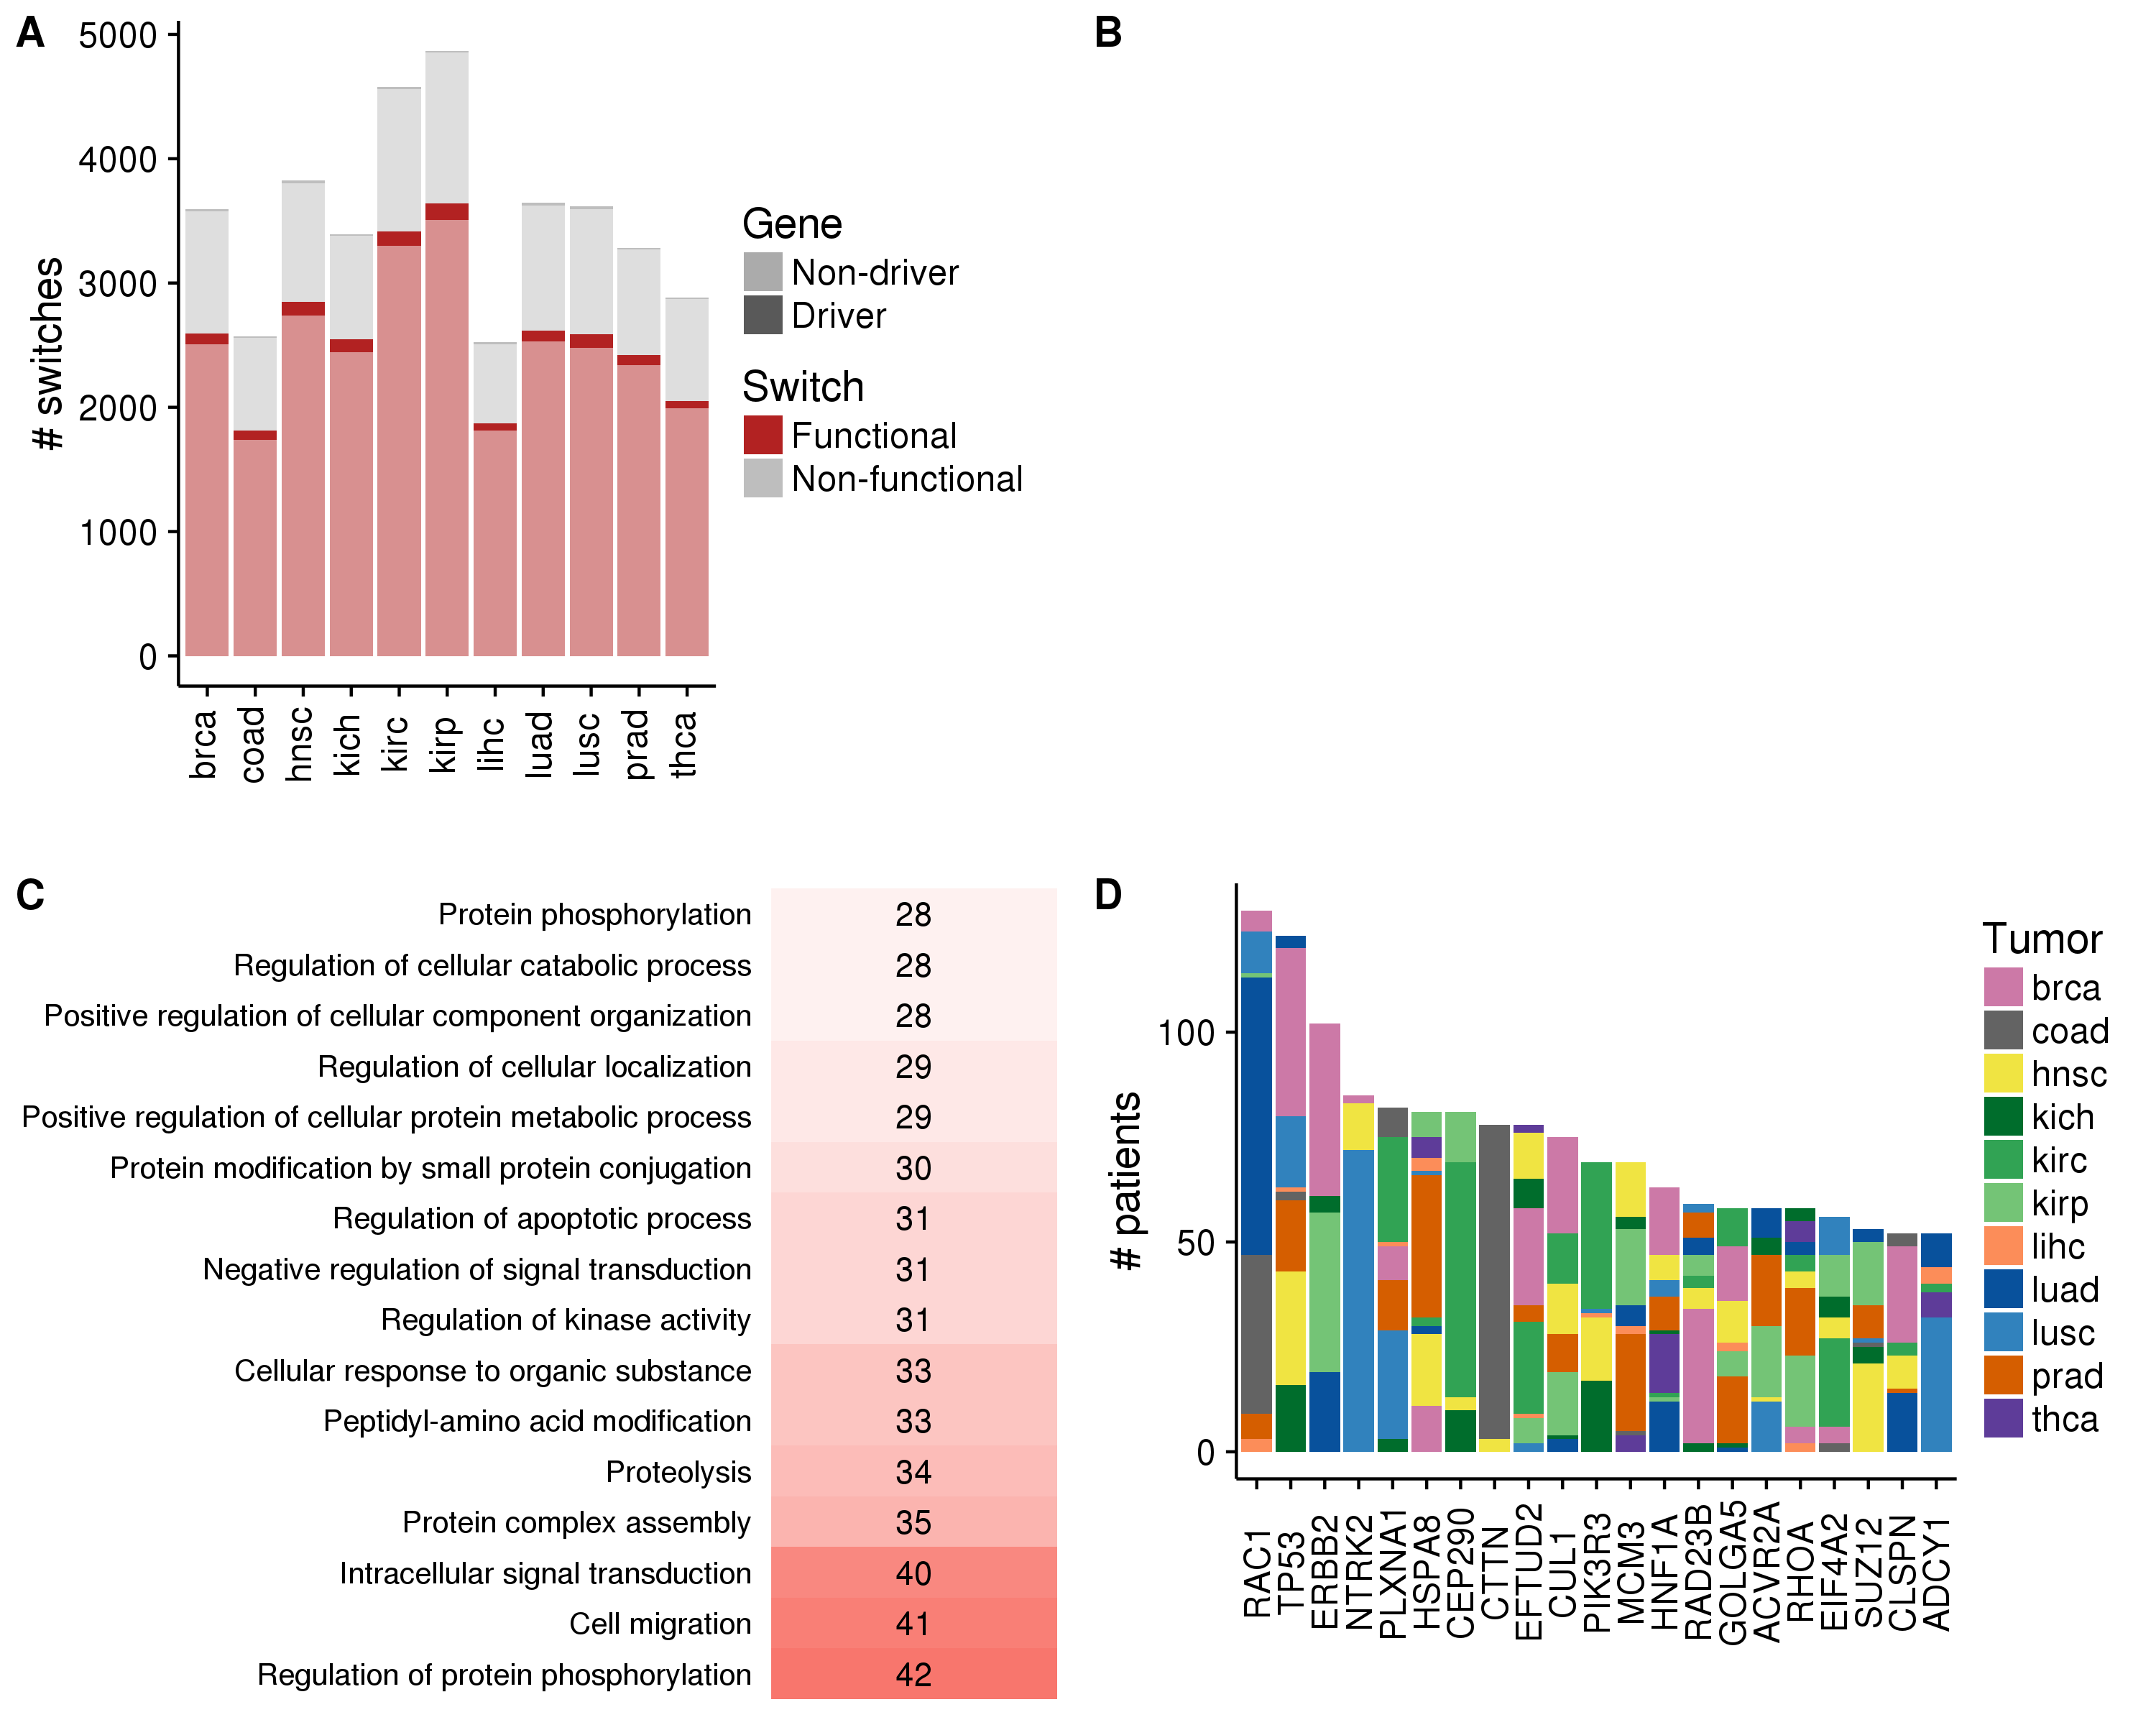 A
B
5000
4000
3000
2000
1000
0
# switches
brca
coad
hnsc
kich
kirc
kirp
lihc
luad
lusc
prad
thca
Gene
Non-driver
Driver
Switch
Functional
Non-functional
C
Protein phosphorylation 28
Regulation of cellular catabolic process 28
Positive regulation of cellular component organization 28
Regulation of cellular localization 29
Positive regulation of cellular protein metabolic process 29
Protein modification by small protein conjugation 30
Regulation of apoptotic process 31
Negative regulation of signal transduction 31
Regulation of kinase activity 31
Cellular response to organic substance 33
Peptidyl-amino acid modification 33
Proteolysis 34
Protein complex assembly 35
Intracellular signal transduction 40
Cell migration 41
Regulation of protein phosphorylation 42
D
100
50
0
# patients
RAC1
TP53
ERBB2
NTRK2
PLXNA1
HSPA8
CEP290
CTTN
EFTUD2
CUL1
PIK3R3
MCM3
HNF1A
RAD23B
GOLGA5
ACVR2A
RHOA
EIF4A2
SUZ12
CLSPN
ADCY1
Tumor
brca
coad
hnsc
kich
kirc
kirp
lihc
luad
lusc
prad
thca